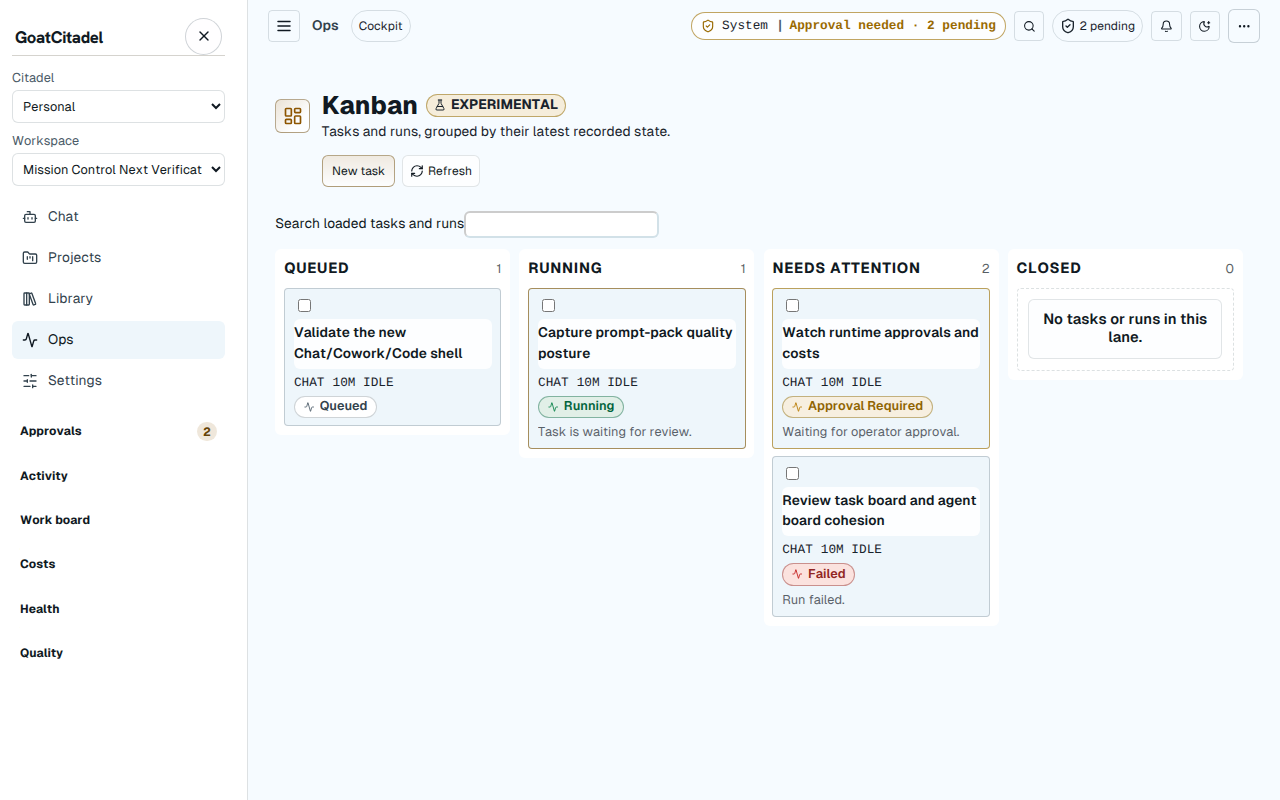 GoatCitadel
Citadel
Personal
Workspace
Mission Control Next Verificat
Chat
Projects
Library
Ops
Settings
Approvals 2
Activity
Work board
Costs
Health
Quality
Ops Cockpit System | Approval needed · 2 pending 2 pending
Kanban EXPERIMENTAL
Tasks and runs, grouped by their latest recorded state.
New task Refresh
Search loaded tasks and runs
QUEUED 1
Validate the new
Chat/Cowork/Code shell
CHAT 10M IDLE
Queued
RUNNING 1
Capture prompt-pack quality
posture
CHAT 10M IDLE
Running
Task is waiting for review.
NEEDS ATTENTION 2
Watch runtime approvals and
costs
CHAT 10M IDLE
Approval Required
Waiting for operator approval.
Review task board and agent
board cohesion
CHAT 10M IDLE
Failed
Run failed.
CLOSED 0
No tasks or runs in this
lane.